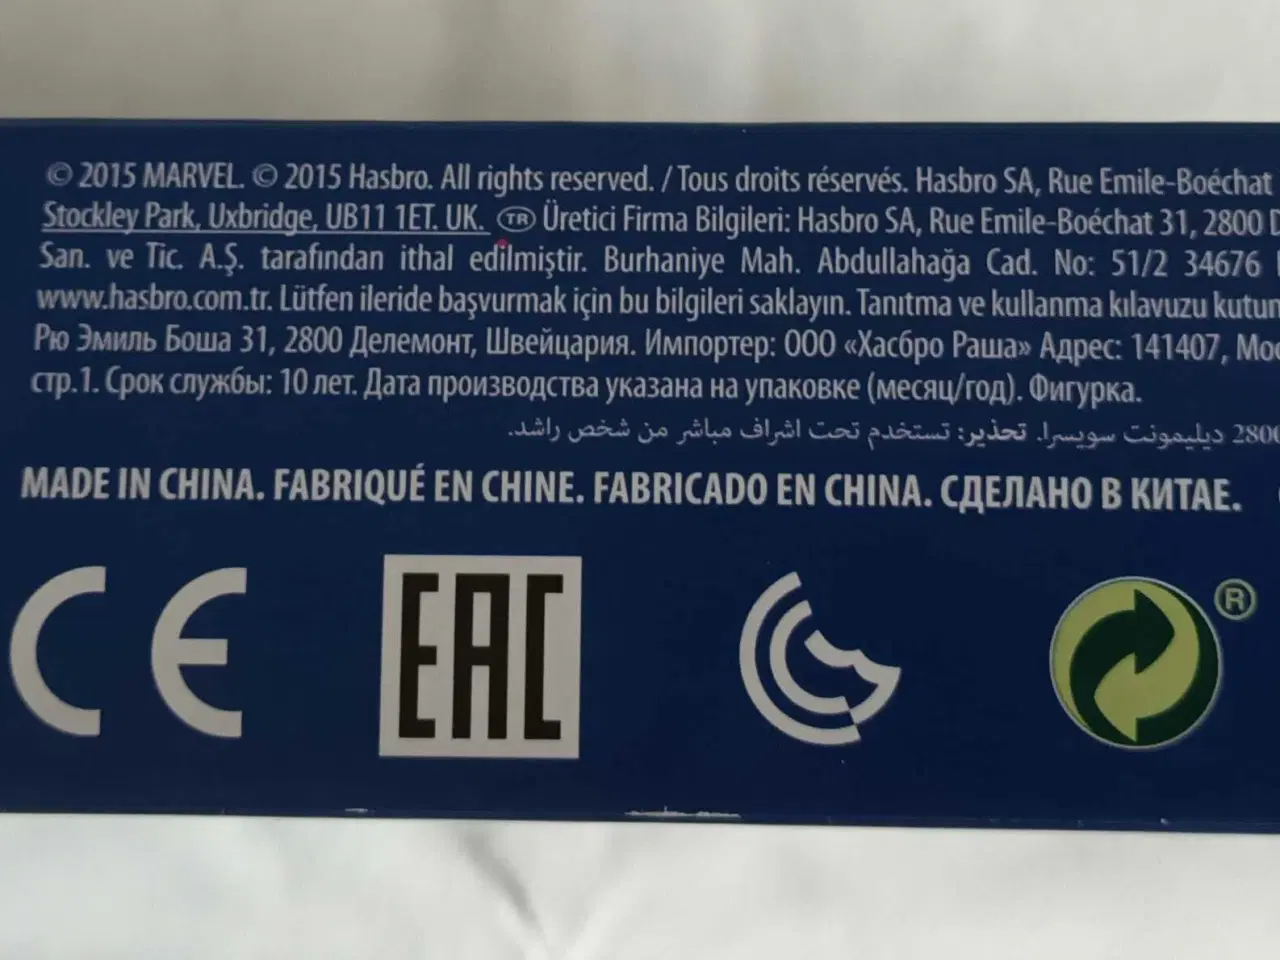 © 2015 MARVEL. © 2015 Hasbro. All rights reserved. / Tous droits réservés. Hasbro SA, Rue Emile-Boéchat
Stockley Park, Uxbridge, UB11 1ET. UK. TR Üretici Firma Bilgileri: Hasbro SA, Rue Emile-Boéchat 31, 2800 D
San. ve Tic. A.Ş. tarafından ithal edilmiştir. Burhaniye Mah. Abdullahağa Cad. No: 51/2 34676
www.hasbro.com.tr. Lütfen ileride başvurmak için bu bilgileri saklayın. Tanıtma ve kullanma kılavuzu kutun
Рю Эмиль Боша 31, 2800 Делемонт, Швейцария. Импортер: ООО «Хасбро Раша» Адрес: 141407, Мос
стр.1. Срок службы: 10 лет. Дата производства указана на упаковке (месяц/год). Фигурка.
2800 ديليمونت سويسرا. تحذير: تستخدم تحت اشراف مباشر من شخص راشد.
MADE IN CHINA. FABRIQUÉ EN CHINE. FABRICADO EN CHINA. СДЕЛАНО В КИТАЕ.
CE EAC ®